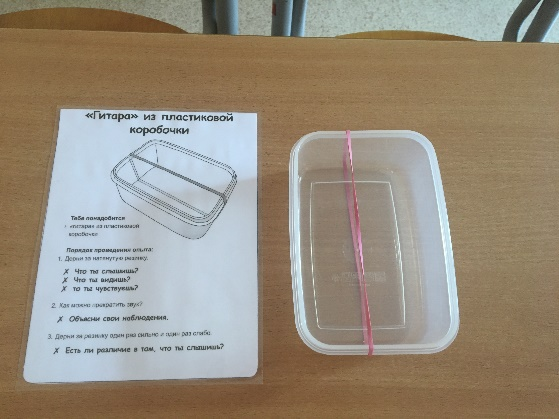 «Гитара» из пластиковой
коробочки
Тебе понадобится
- «гитара» из пластиковой
коробочки
Порядок проведения опыта:
1. Дерни за натянутую резинку.
✗ Что ты слышишь?
✗ Что ты видишь?
✗ то ты чувствуешь?
2. Как можно прекратить звук?
✗ Объясни свои наблюдения.
3. Дерни за резинку один раз сильно и один раз слабо.
✗ Есть ли различие в том, что ты слышишь?